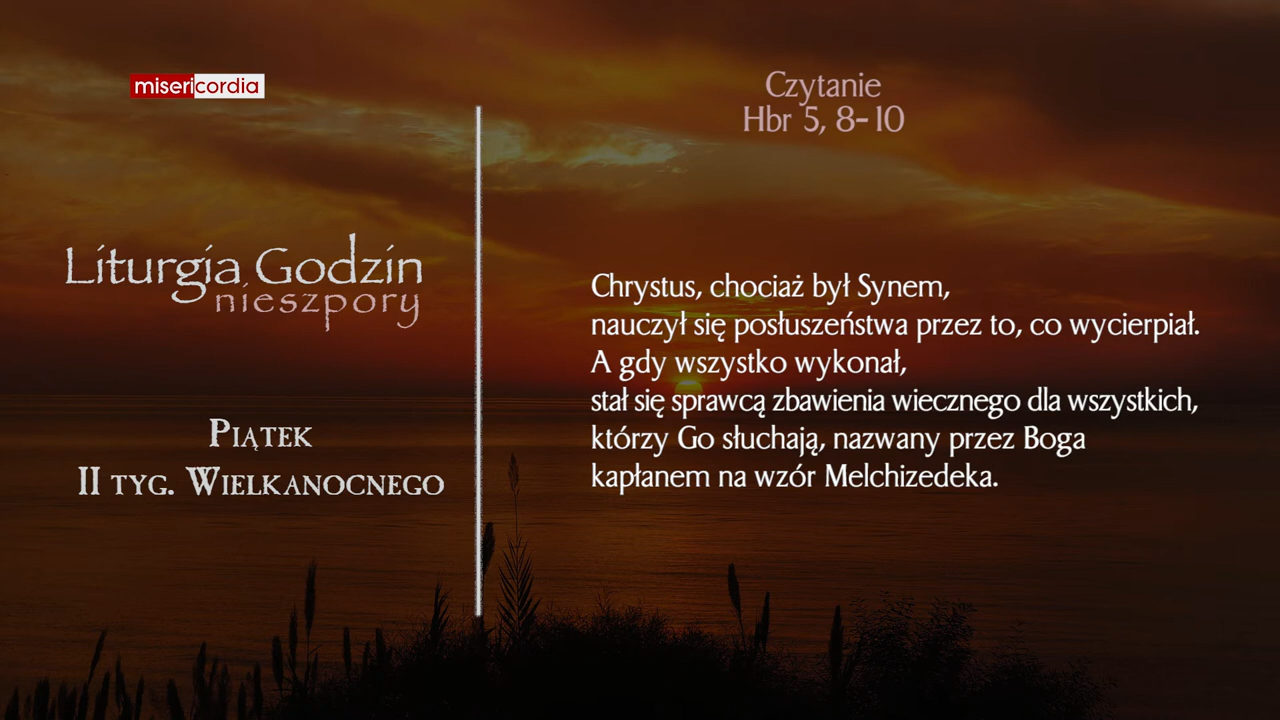 misericordia
Liturgia Godzin
nieszpory
Piątek
II tyg. Wielkanocnego
Czytanie
Hbr 5, 8-10
Chrystus, chociaż był Synem,
nauczył się posłuszeństwa przez to, co wycierpiał.
A gdy wszystko wykonał,
stał się sprawcą zbawienia wiecznego dla wszystkich,
którzy Go słuchają, nazwany przez Boga
kapłanem na wzór Melchizedeka.